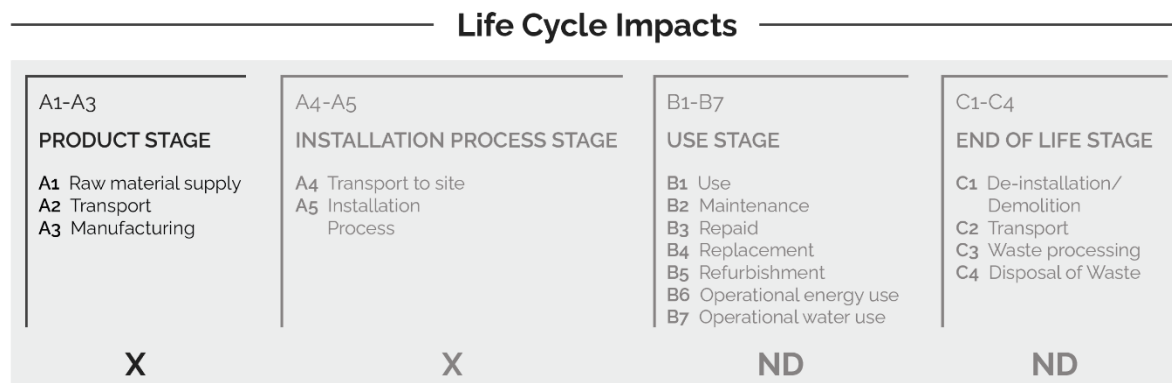 Life Cycle Impacts
A1-A3
PRODUCT STAGE
A1 Raw material supply
A2 Transport
A3 Manufacturing
X
A4-A5
INSTALLATION PROCESS STAGE
A4 Transport to site
A5 Installation
Process
X
B1-B7
USE STAGE
B1 Use
B2 Maintenance
B3 Repaid
B4 Replacement
B5 Refurbishment
B6 Operational energy use
B7 Operational water use
ND
C1-C4
END OF LIFE STAGE
C1 De-installation/
Demolition
C2 Transport
C3 Waste processing
C4 Disposal of Waste
ND